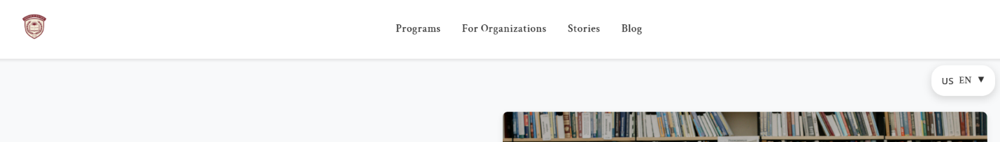 Programs For Organizations Stories Blog
US EN ▼